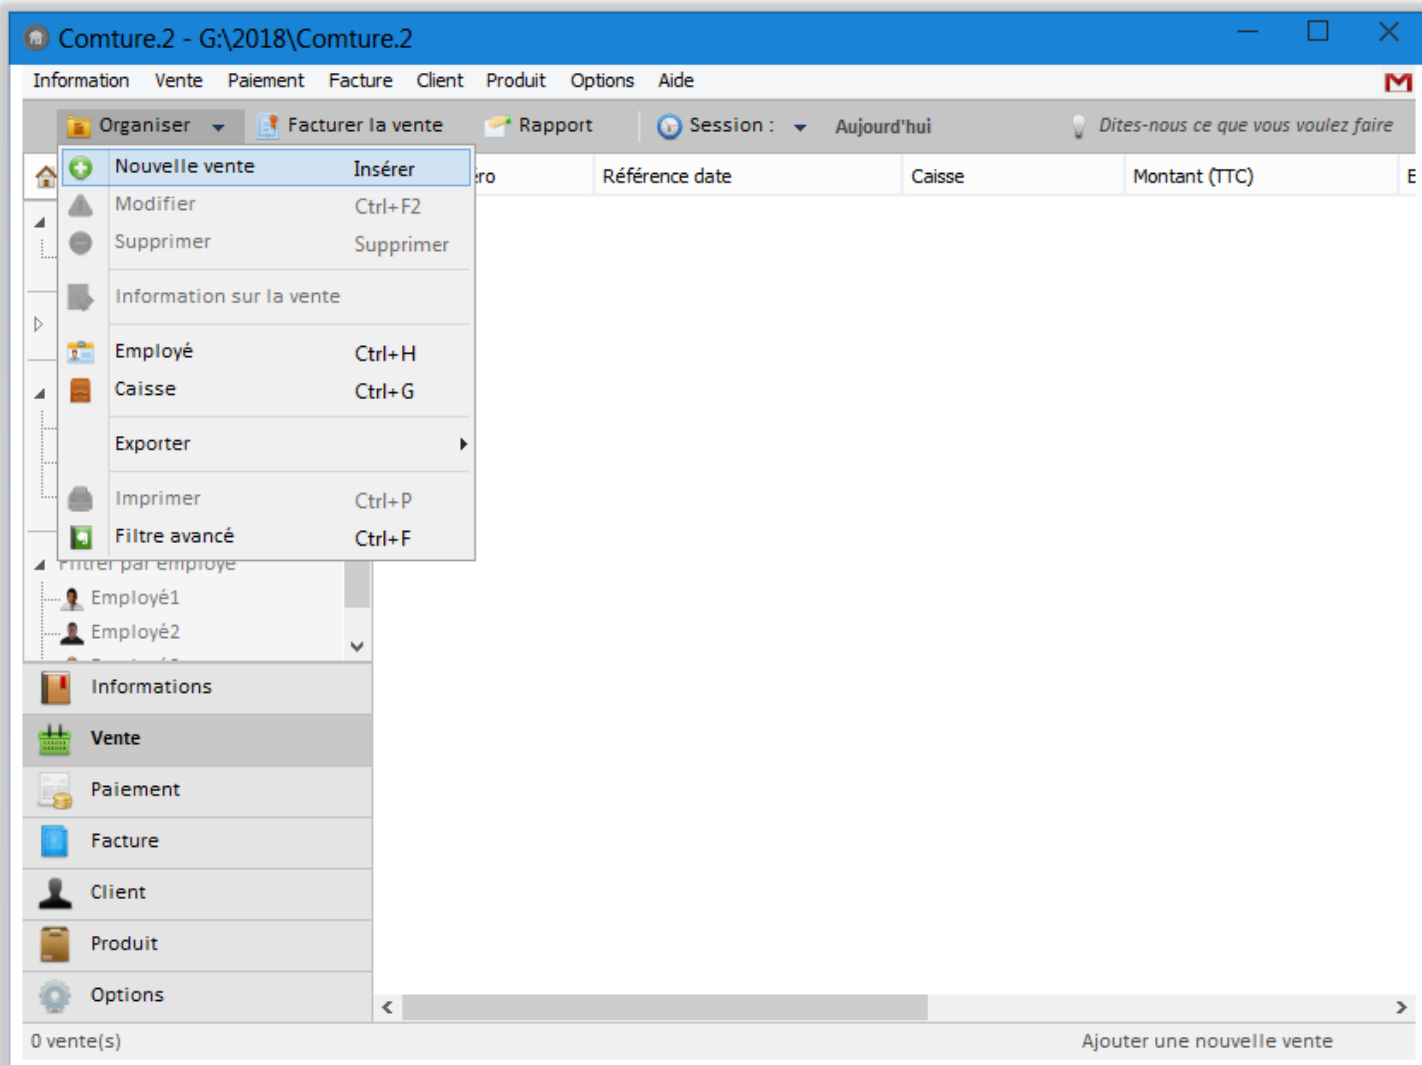 Comture.2 - G:\2018\Comture.2
Information Vente Paiement Facture Client Produit Options Aide
Organiser Facturer la vente Rapport Session : Aujourd'hui Dites-nous ce que vous voulez faire
Référence date Caisse Montant (TTC)
Nouvelle vente Insérer
Modifier Ctrl+F2
Supprimer Supprimer
Information sur la vente
Employé Ctrl+H
Caisse Ctrl+G
Exporter
Imprimer Ctrl+P
Filtre avancé Ctrl+F
Filtrer par employé
Employé1
Employé2
Informations
Vente
Paiement
Facture
Client
Produit
Options
0 vente(s) Ajouter une nouvelle vente